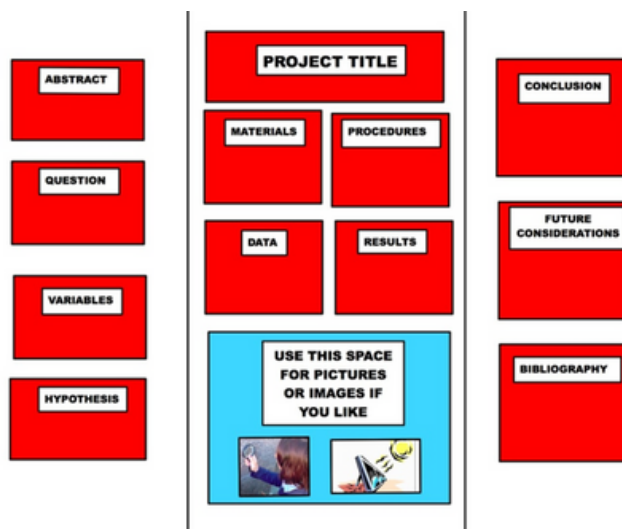 ABSTRACT
QUESTION
VARIABLES
HYPOTHESIS
PROJECT TITLE
MATERIALS
PROCEDURES
DATA
RESULTS
USE THIS SPACE
FOR PICTURES
OR IMAGES IF
YOU LIKE
CONCLUSION
FUTURE
CONSIDERATIONS
BIBLIOGRAPHY